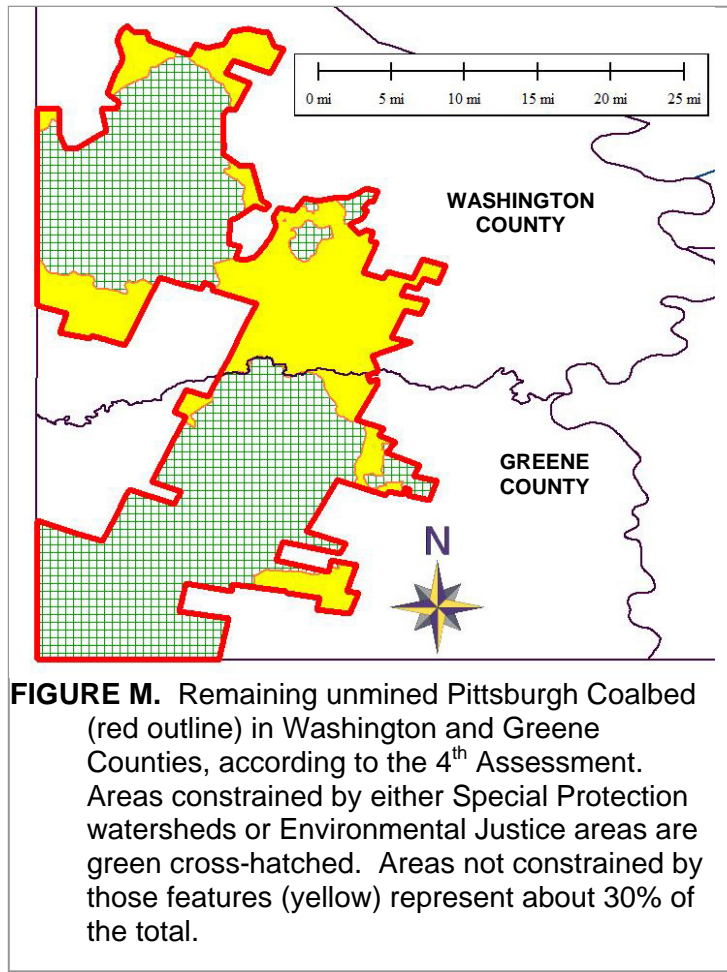 0 mi 5 mi 10 mi 15 mi 20 mi 25 mi
WASHINGTON
COUNTY
GREENE
COUNTY
N
FIGURE M. Remaining unmined Pittsburgh Coalbed
(red outline) in Washington and Greene
Counties, according to the 4th Assessment.
Areas constrained by either Special Protection
watersheds or Environmental Justice areas are
green cross-hatched. Areas not constrained by
those features (yellow) represent about 30% of
the total.